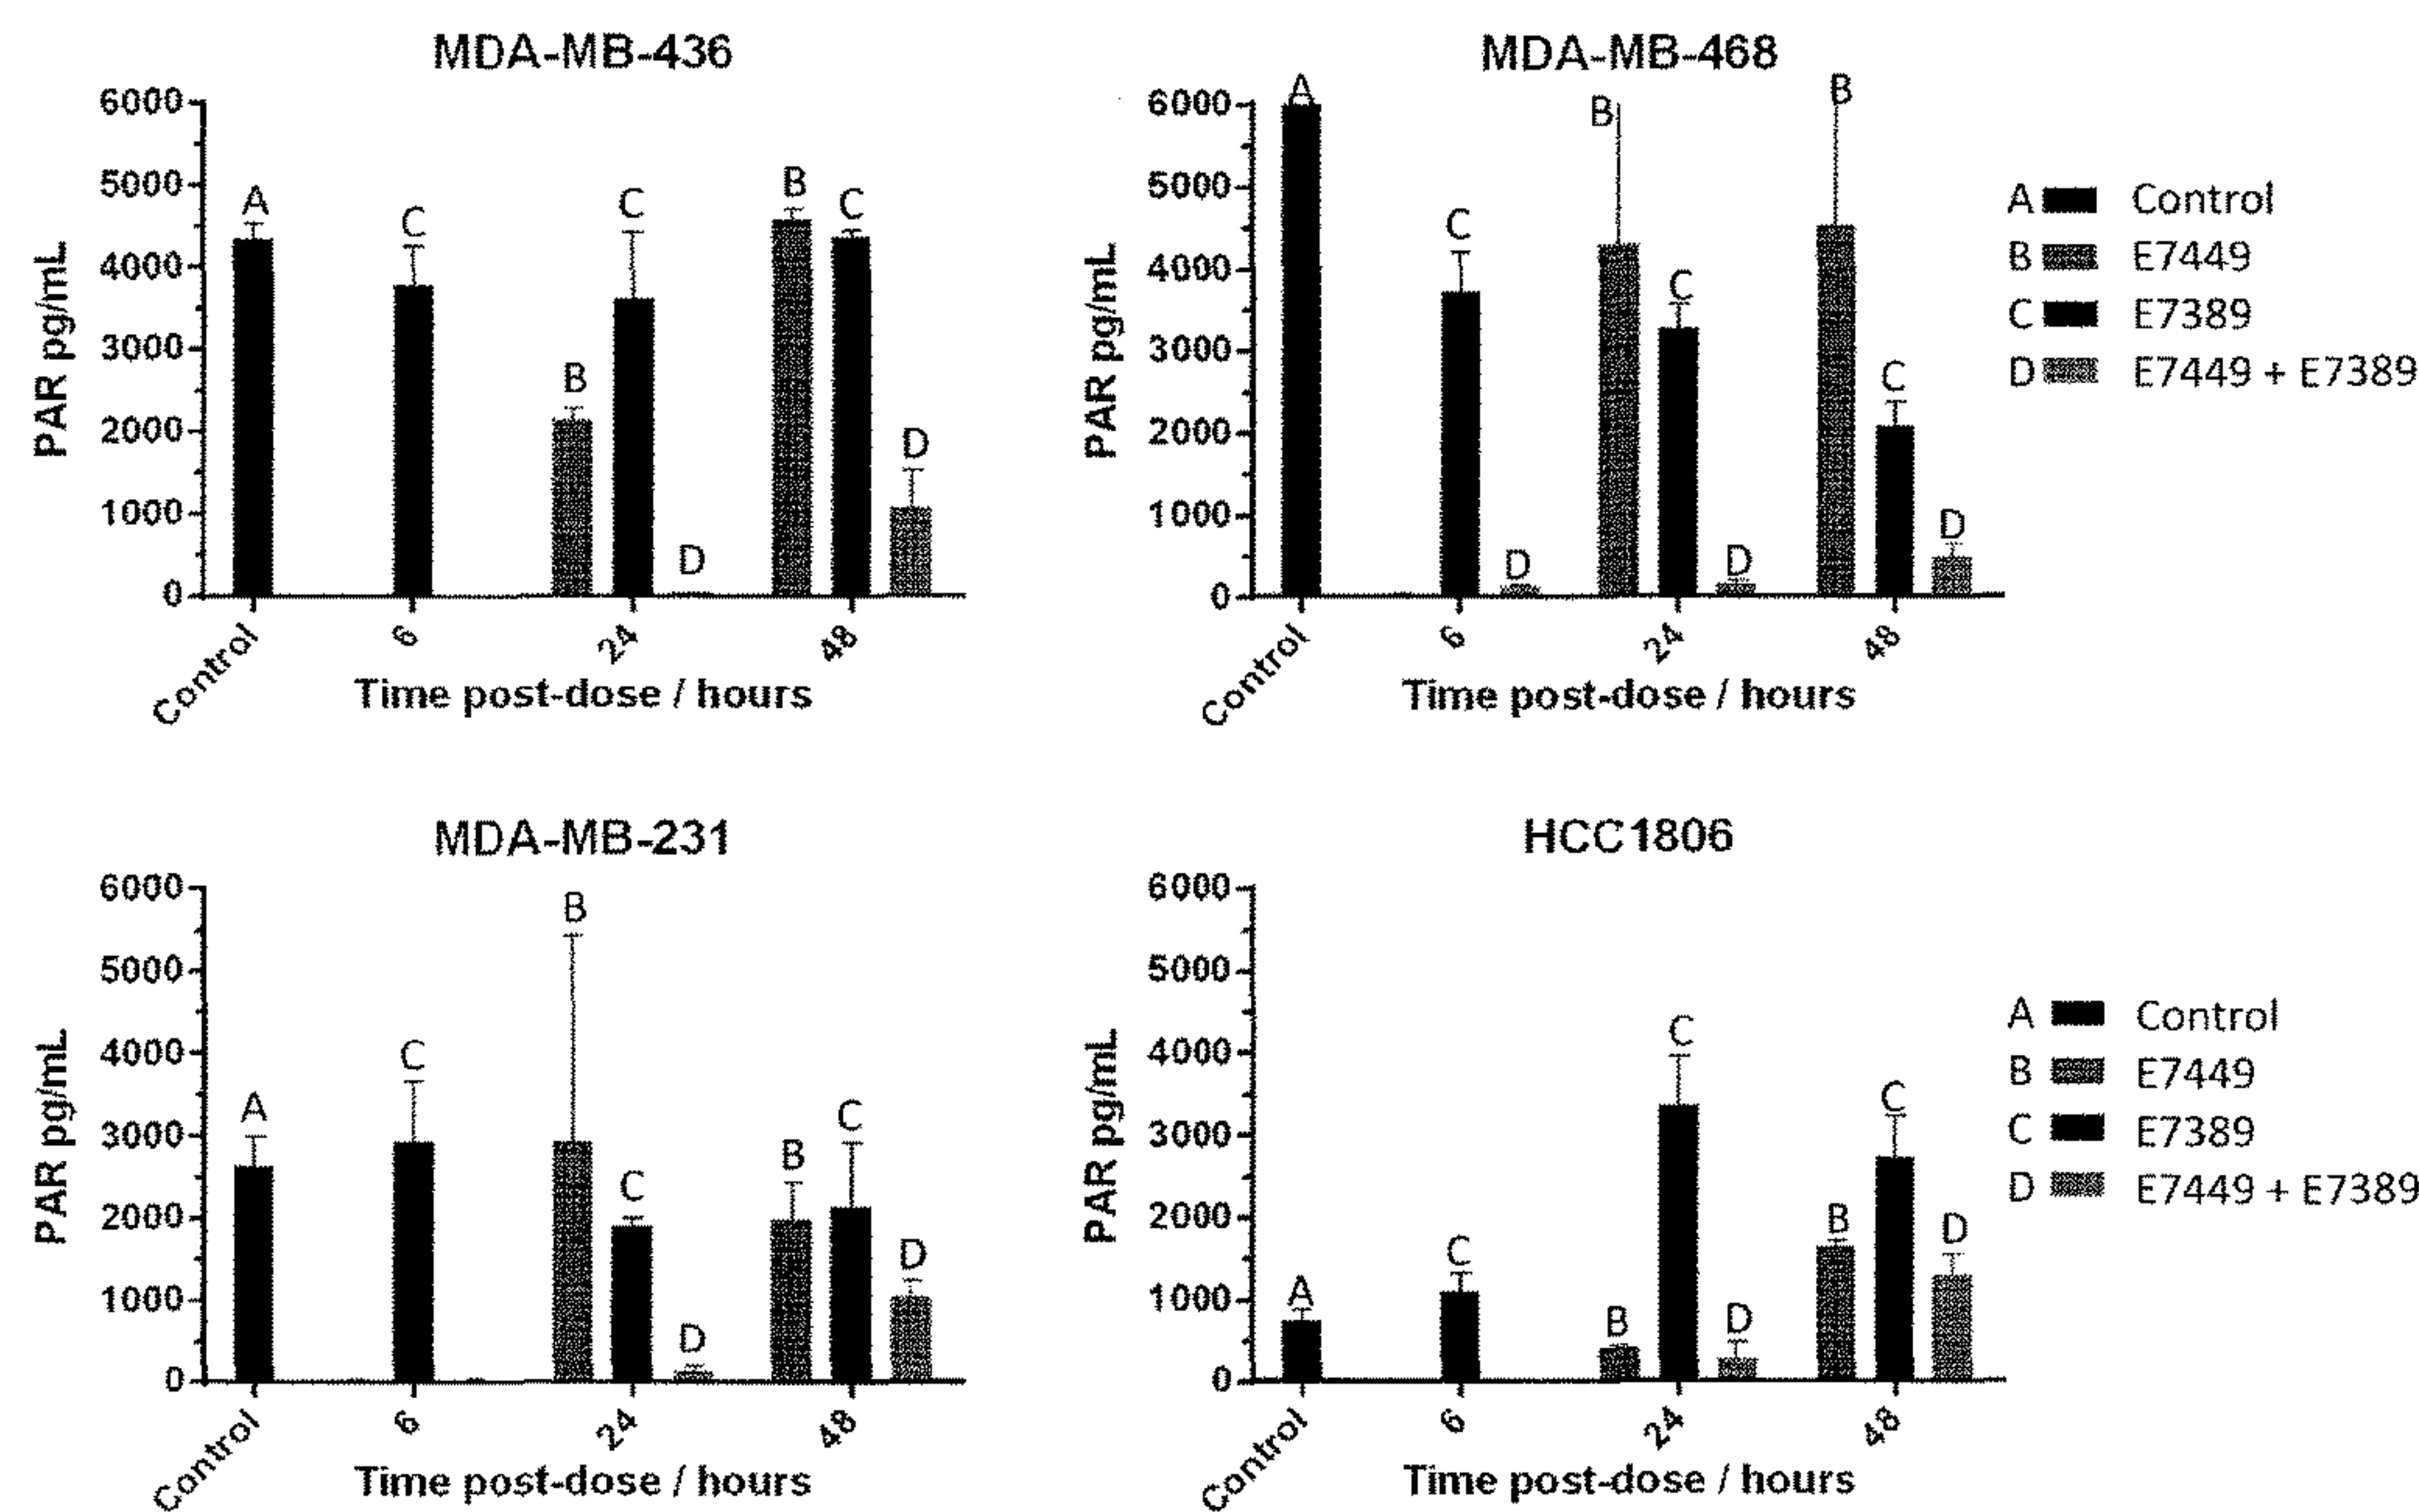 MDA-MB-436
6000
5000
4000
3000
2000
1000
0
PAR pg/mL
A
C
B
C
D
B
C
D
Control
6
24
48
Time post-dose / hours
MDA-MB-468
6000
5000
4000
3000
2000
1000
0
PAR pg/mL
A
C
D
B
C
D
B
C
D
Control
6
24
48
Time post-dose / hours
A Control
B E7449
C E7389
D E7449 + E7389
MDA-MB-231
6000
5000
4000
3000
2000
1000
0
PAR pg/mL
A
C
B
C
D
B
C
D
Control
6
24
48
Time post-dose / hours
HCC1806
6000
5000
4000
3000
2000
1000
0
PAR pg/mL
A
C
B
C
D
B
C
D
Control
6
24
48
Time post-dose / hours
A Control
B E7449
C E7389
D E7449 + E7389